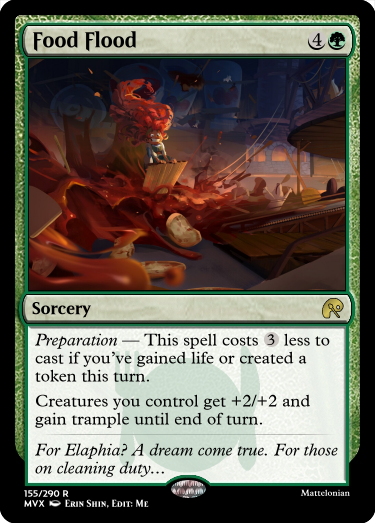 Food Flood 4
Sorcery
Preparation — This spell costs 3 less to
cast if you've gained life or created a
token this turn.
Creatures you control get +2/+2 and
gain trample until end of turn.
For Elaphia? A dream come true. For those
on cleaning duty…
155/290 R
MVX Erin Shin, Edit: Me
Mattelonian